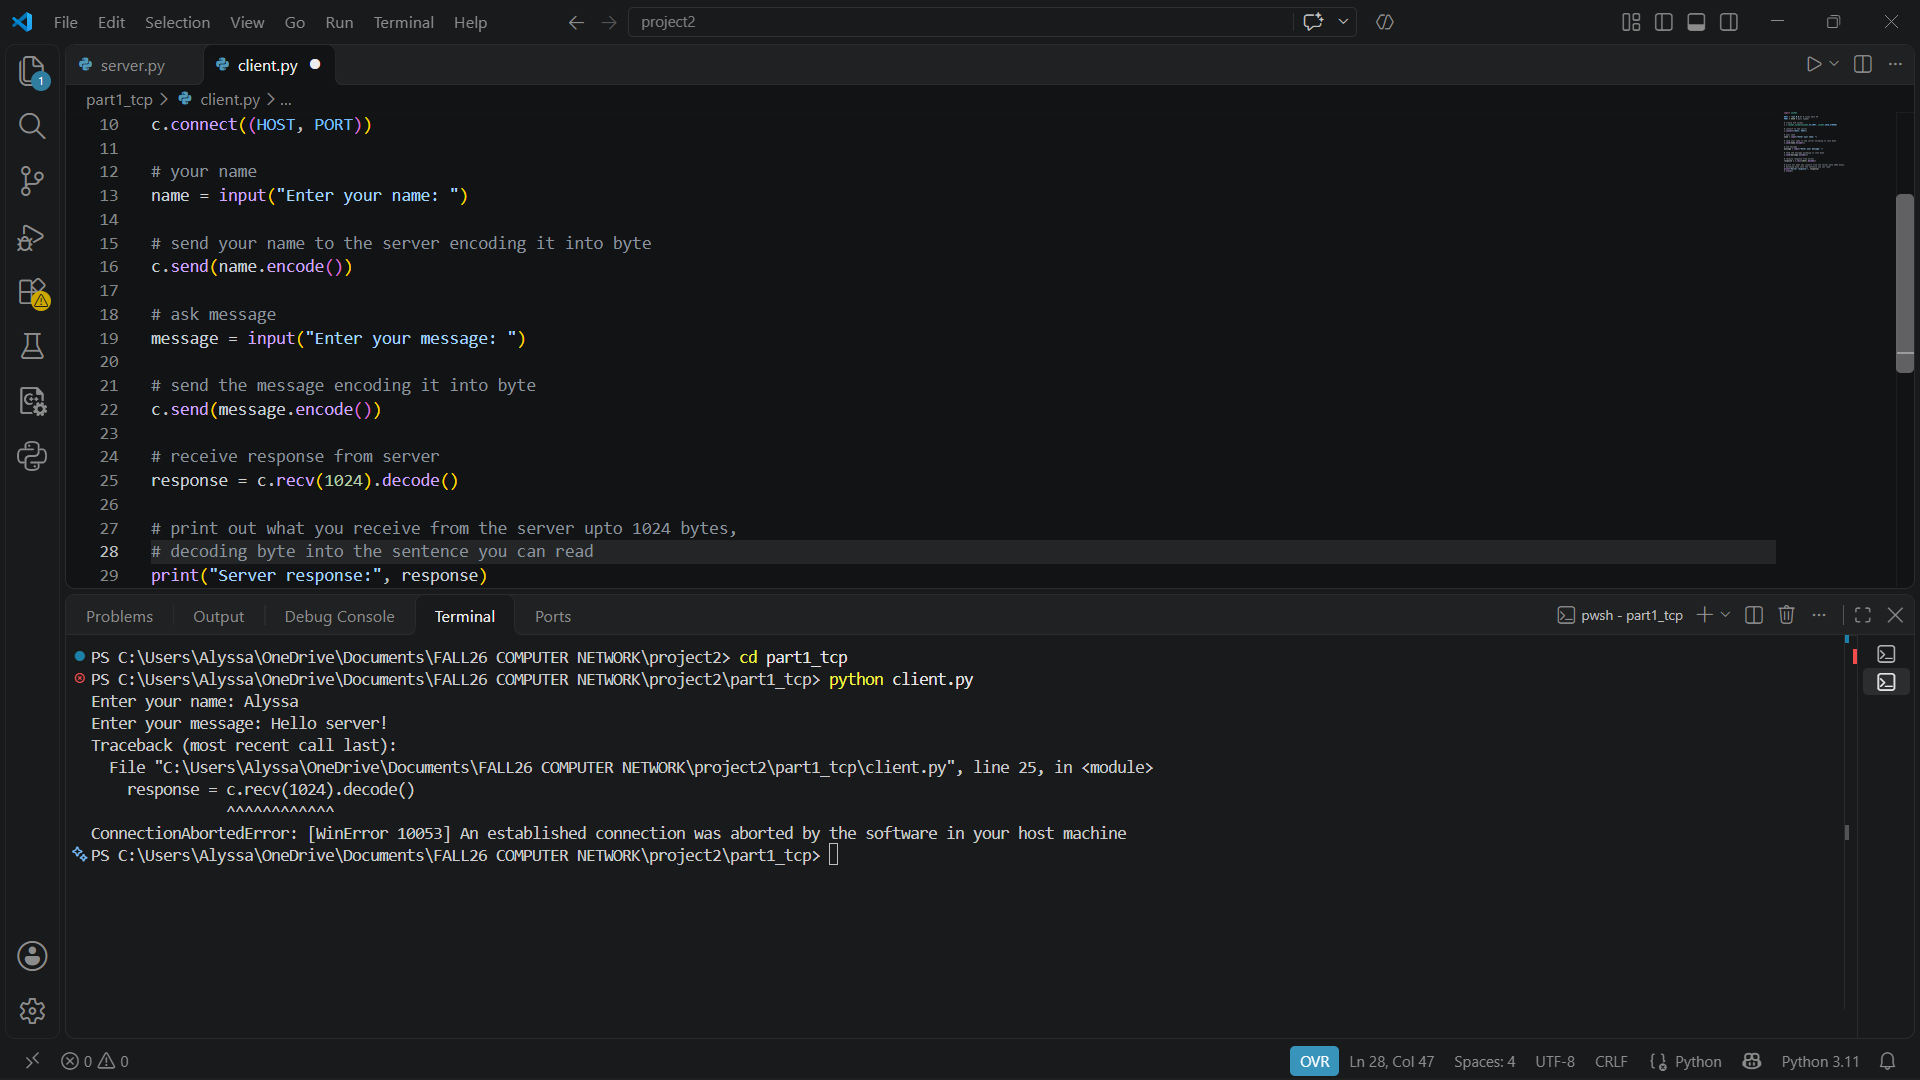 File Edit Selection View Go Run Terminal Help
project2
server.py
client.py
part1_tcp > client.py > ...
10 c.connect((HOST, PORT))
11
12 # your name
13 name = input("Enter your name: ")
14
15 # send your name to the server encoding it into byte
16 c.send(name.encode())
17
18 # ask message
19 message = input("Enter your message: ")
20
21 # send the message encoding it into byte
22 c.send(message.encode())
23
24 # receive response from server
25 response = c.recv(1024).decode()
26
27 # print out what you receive from the server upto 1024 bytes,
28 # decoding byte into the sentence you can read
29 print("Server response:", response)
1
Problems Output Debug Console Terminal Ports
pwsh - part1_tcp
PS C:\Users\Alyssa\OneDrive\Documents\FALL26 COMPUTER NETWORK\project2> cd part1_tcp
PS C:\Users\Alyssa\OneDrive\Documents\FALL26 COMPUTER NETWORK\project2\part1_tcp> python client.py
Enter your name: Alyssa
Enter your message: Hello server!
Traceback (most recent call last):
File "C:\Users\Alyssa\OneDrive\Documents\FALL26 COMPUTER NETWORK\project2\part1_tcp\client.py", line 25, in <module>
response = c.recv(1024).decode()
^^^^^^^^^^^^
ConnectionAbortedError: [WinError 10053] An established connection was aborted by the software in your host machine
PS C:\Users\Alyssa\OneDrive\Documents\FALL26 COMPUTER NETWORK\project2\part1_tcp>
0 0
OVR Ln 28, Col 47 Spaces: 4 UTF-8 CRLF { } Python Python 3.11